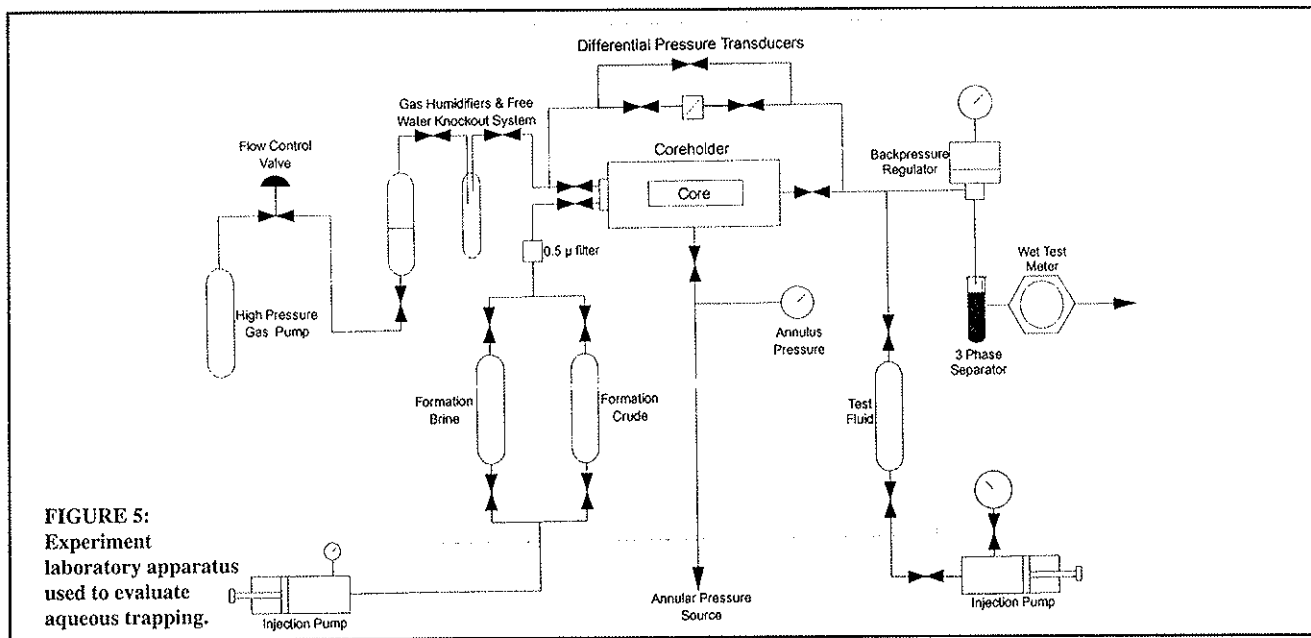 Differential Pressure Transducers
Gas Humidifiers & Free
Water Knockout System
Flow Control
Valve
Coreholder
Backpressure
Regulator
Core
0.5 µ filter
Wet Test
Meter
High Pressure
Gas Pump
Annulus
Pressure
3 Phase
Separator
Formation
Brine
Formation
Crude
Test
Fluid
FIGURE 5:
Experiment
laboratory apparatus
used to evaluate
aqueous trapping.
Injection Pump
Annular Pressure
Source
Injection Pump